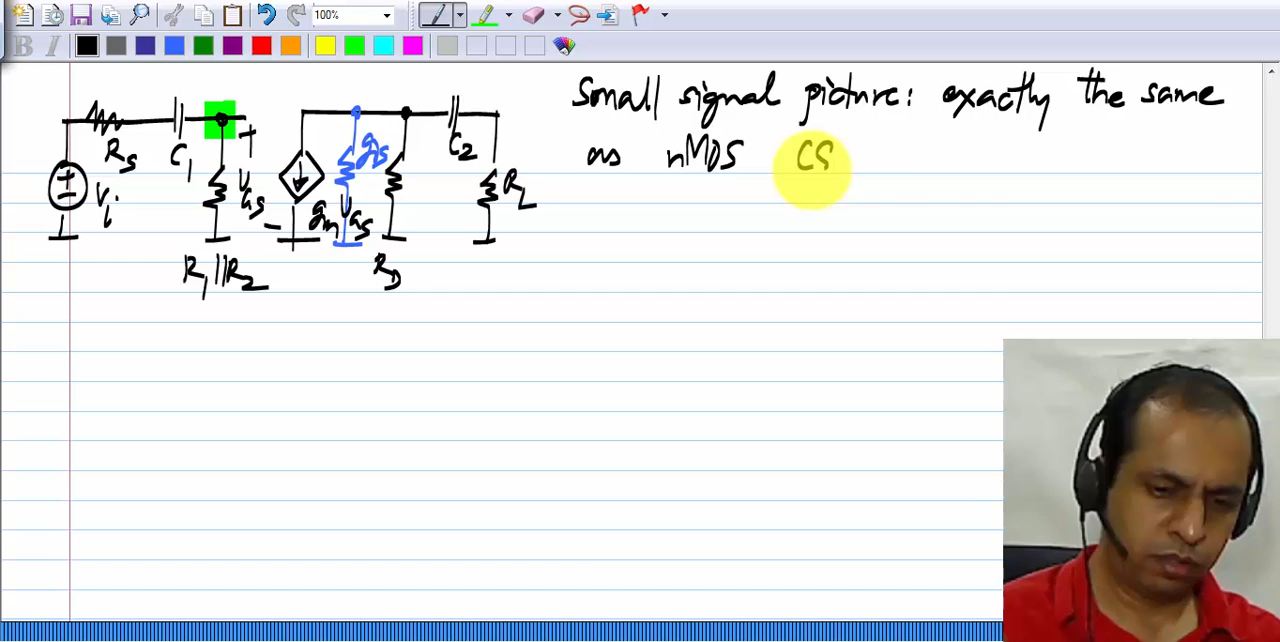 100%
B I
Small signal picture: exactly the same
as nMOS CS
Rs C1 + gds C2
Vi VGS RL
- gm VGS
R1||R2 RD